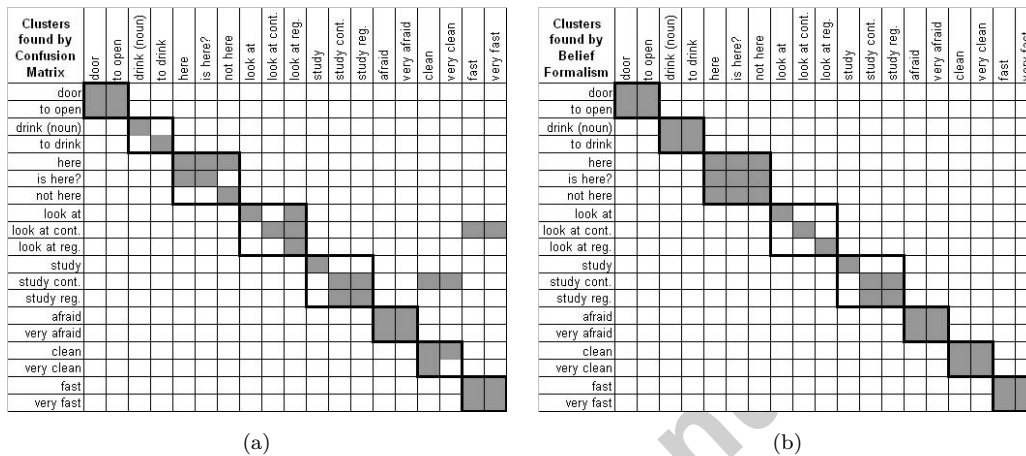 Clusters
found by
Confusion
Matrix
door
to open
drink (noun)
to drink
here
is here?
not here
look at
look at cont.
look at reg.
study
study cont.
study reg.
afraid
very afraid
clean
very clean
fast
very fast
door
to open
drink (noun)
to drink
here
is here?
not here
look at
look at cont.
look at reg.
study
study cont.
study reg.
afraid
very afraid
clean
very clean
fast
very fast
(a)
Clusters
found by
Belief
Formalism
door
to open
drink (noun)
to drink
here
is here?
not here
look at
look at cont.
look at reg.
study
study cont.
study reg.
afraid
very afraid
clean
very clean
fast
very fast
door
to open
drink (noun)
to drink
here
is here?
not here
look at
look at cont.
look at reg.
study
study cont.
study reg.
afraid
very afraid
clean
very clean
fast
very fast
(b)